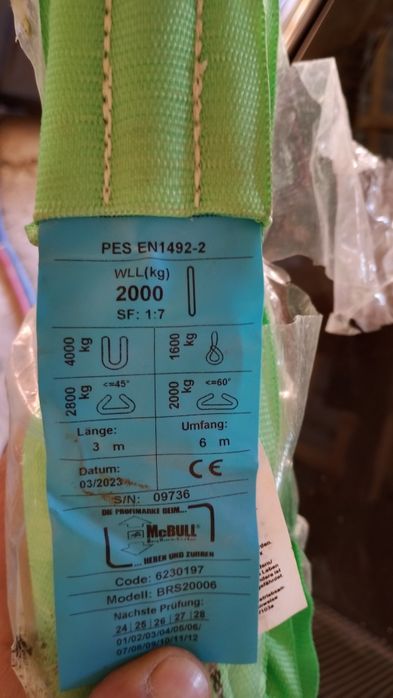 PES EN1492-2
WLL(kg)
2000
SF: 1:7
4000 kg
1600 kg
2800 kg <=45°
2000 kg <=60°
Länge: Umfang:
3 m 6 m
Datum:
03/2023 CE
S/N: 09736
DIE PROFIMARKE BEIM...
McBULL
... HEBEN UND ZURREN
Code: 6230197
Modell: BRS20006
Nächste Prüfung:
24|25|26|27|28
01/02/03/04/05/06/
07/08/09/10/11/12